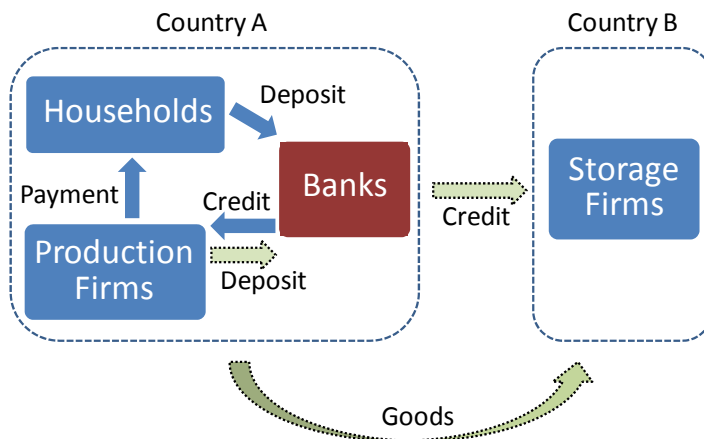 Country A
Country B
Households
Deposit
Banks
Storage
Firms
Payment
Credit
Credit
Production
Firms
Deposit
Goods